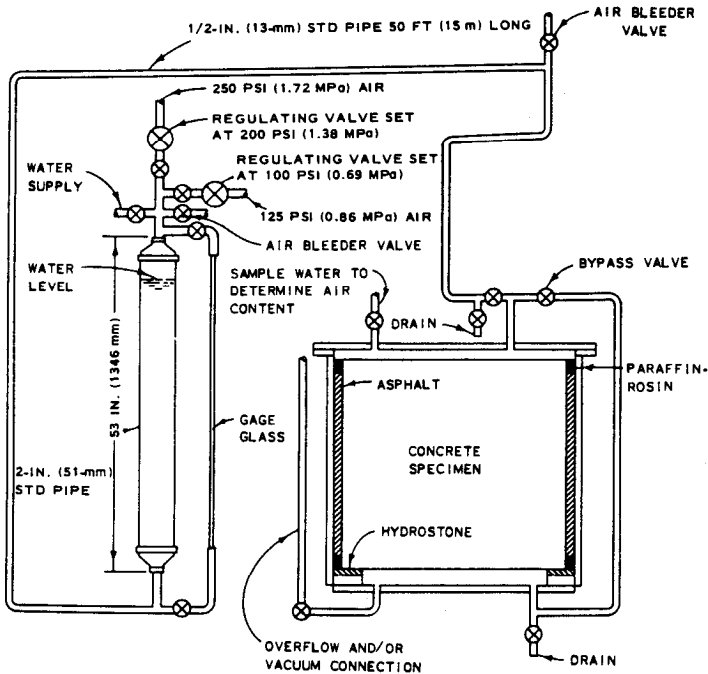 1/2-IN. (13-mm) STD PIPE 50 FT (15 m) LONG
AIR BLEEDER
VALVE
250 PSI (1.72 MPa) AIR
REGULATING VALVE SET
AT 200 PSI (1.38 MPa)
REGULATING VALVE SET
AT 100 PSI (0.69 MPa)
WATER
SUPPLY
125 PSI (0.86 MPa) AIR
AIR BLEEDER VALVE
WATER
LEVEL
SAMPLE WATER TO
DETERMINE AIR
CONTENT
BYPASS VALVE
DRAIN
53 IN. (1346 mm)
PARAFFIN-
ROSIN
ASPHALT
GAGE
GLASS
CONCRETE
SPECIMEN
2-IN. (51-mm)
STD PIPE
HYDROSTONE
OVERFLOW AND/OR
VACUUM CONNECTION
DRAIN